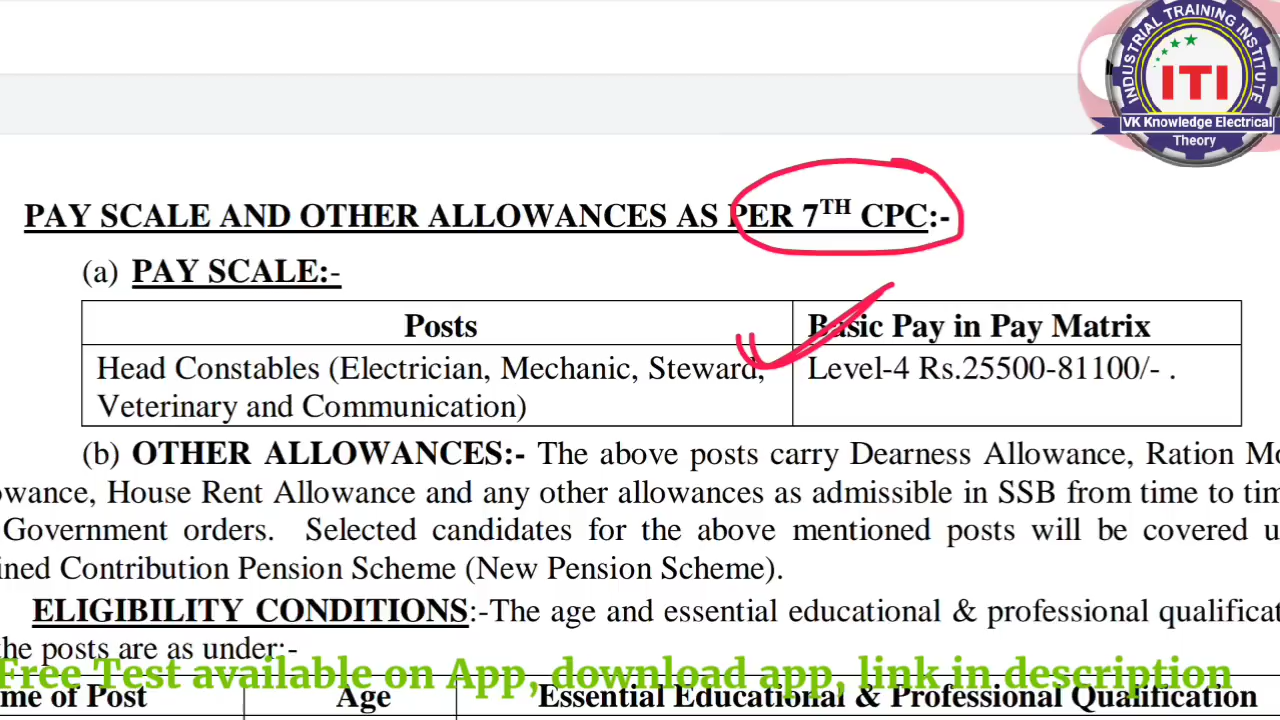 INDUSTRIAL TRAINING INSTITUTE
ITI
VK Knowledge Electrical
Theory
PAY SCALE AND OTHER ALLOWANCES AS PER 7TH CPC:-
(a) PAY SCALE:-
Posts
Basic Pay in Pay Matrix
Head Constables (Electrician, Mechanic, Steward,
Veterinary and Communication)
Level-4 Rs.25500-81100/- .
(b) OTHER ALLOWANCES:- The above posts carry Dearness Allowance, Ration Mo
owance, House Rent Allowance and any other allowances as admissible in SSB from time to tim
Government orders. Selected candidates for the above mentioned posts will be covered u
ined Contribution Pension Scheme (New Pension Scheme).
ELIGIBILITY CONDITIONS:-The age and essential educational & professional qualificat
the posts are as under:-
Free Test available on App, download app, link in description
me of Post
Age
Essential Educational & Professional Qualification